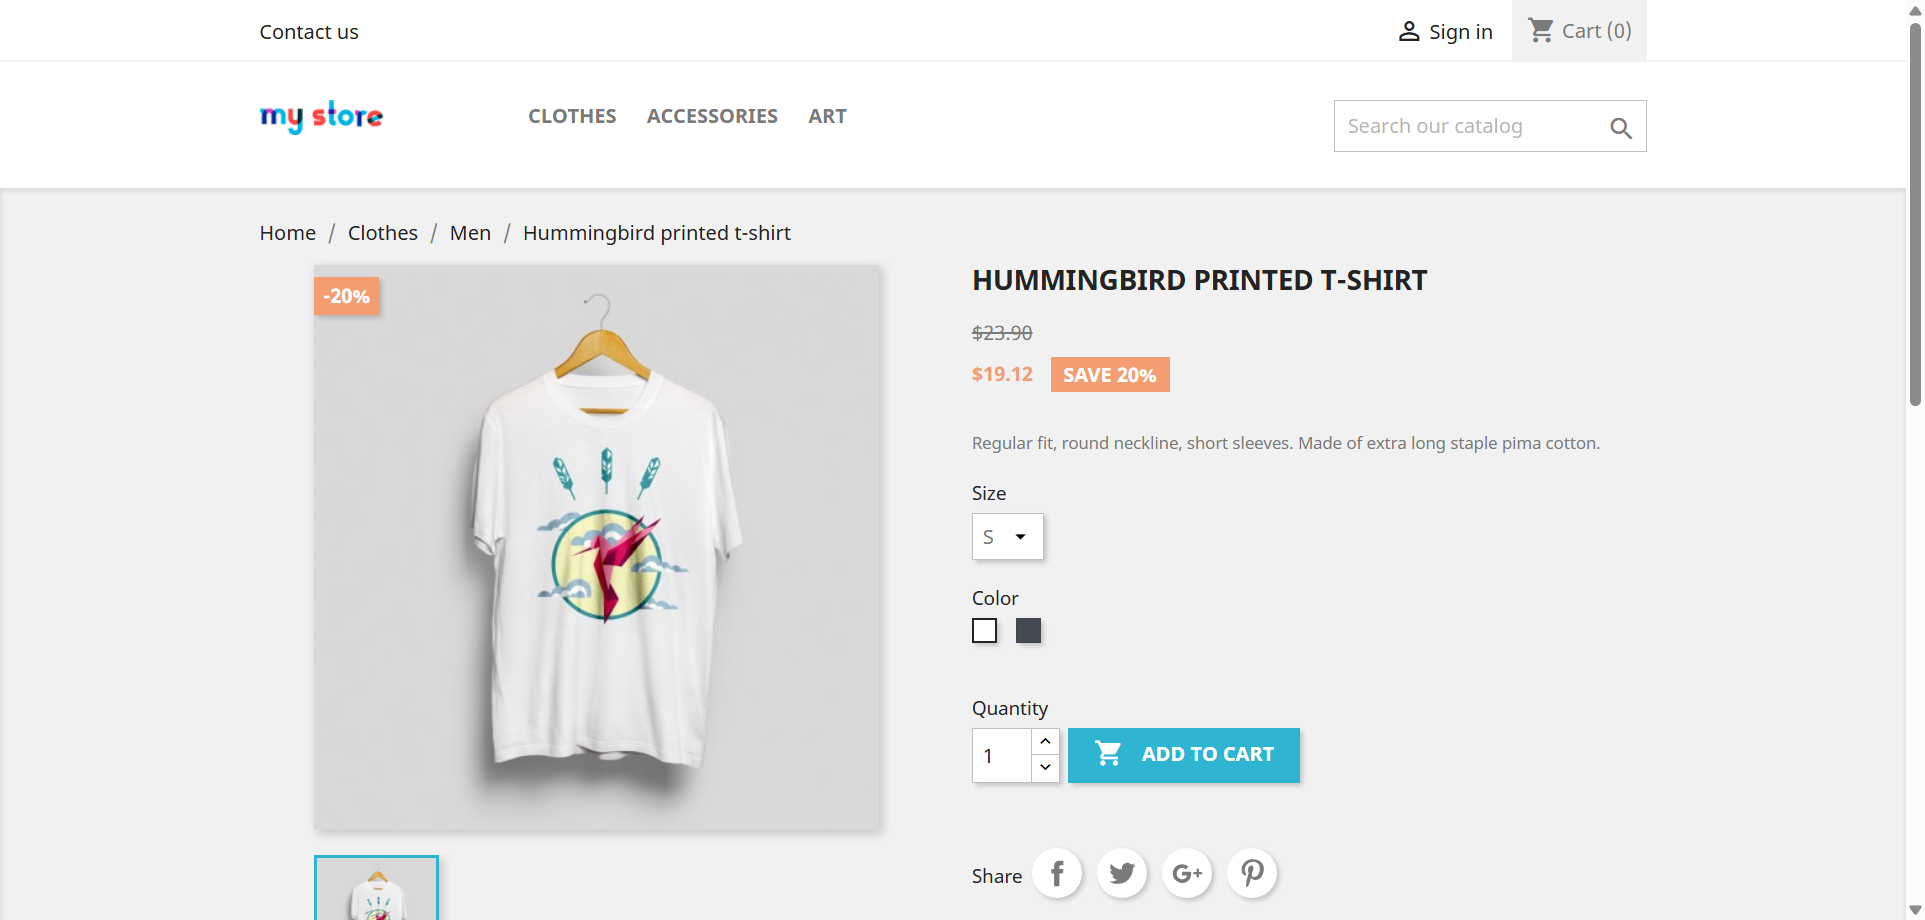 Contact us
Sign in
Cart (0)
my store
CLOTHES ACCESSORIES ART
Search our catalog
Home / Clothes / Men / Hummingbird printed t-shirt
-20%
HUMMINGBIRD PRINTED T-SHIRT
$23.90
$19.12 SAVE 20%
Regular fit, round neckline, short sleeves. Made of extra long staple pima cotton.
Size
S
Color
Quantity
1
ADD TO CART
Share